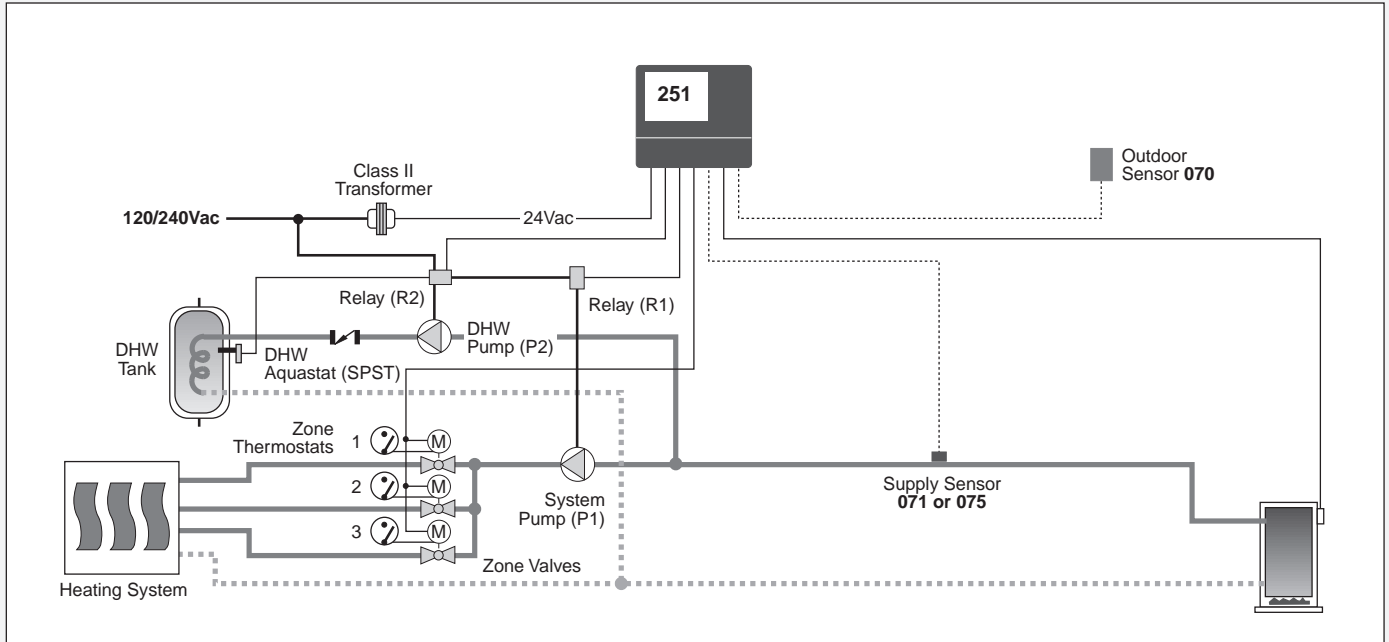 251
Outdoor
Sensor 070
Class II
Transformer
120/240Vac
24Vac
Relay (R2)
Relay (R1)
DHW
Pump (P2)
DHW
Tank
DHW
Aquastat (SPST)
Zone
Thermostats
1
M
2
M
3
M
System
Pump (P1)
Supply Sensor
071 or 075
Zone Valves
Heating System